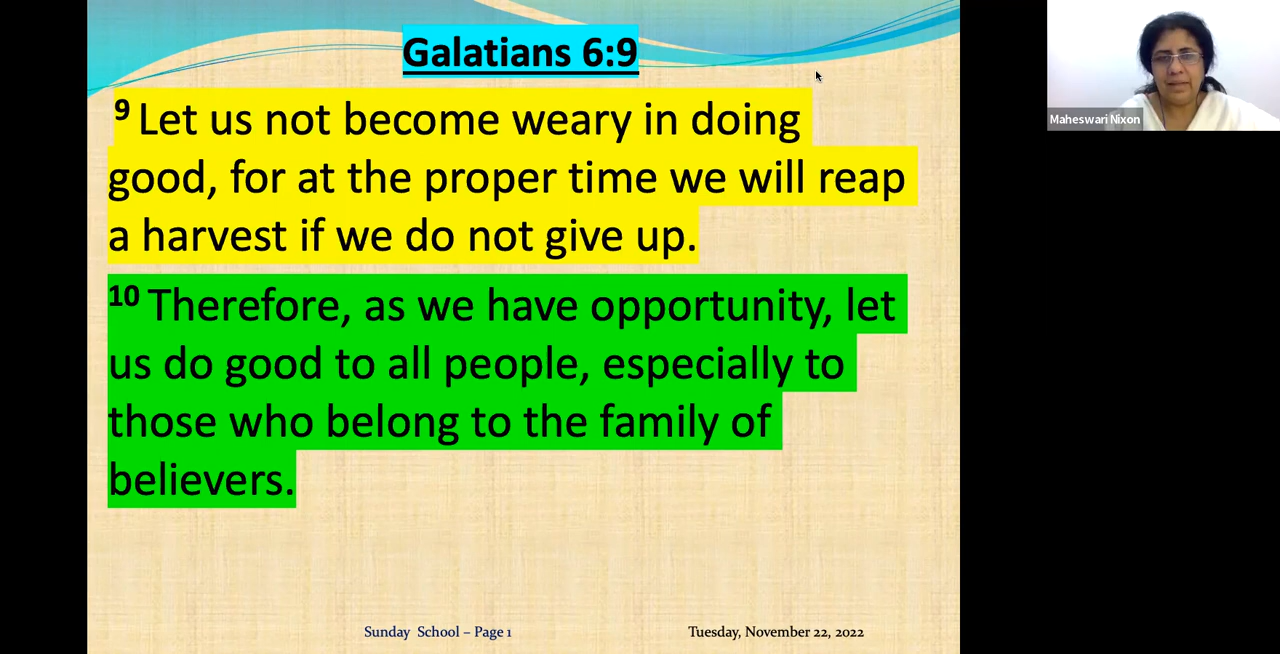 Galatians 6:9
9 Let us not become weary in doing
good, for at the proper time we will reap
a harvest if we do not give up.
10 Therefore, as we have opportunity, let
us do good to all people, especially to
those who belong to the family of
believers.
Sunday School – Page 1
Tuesday, November 22, 2022
Maheswari Nixon